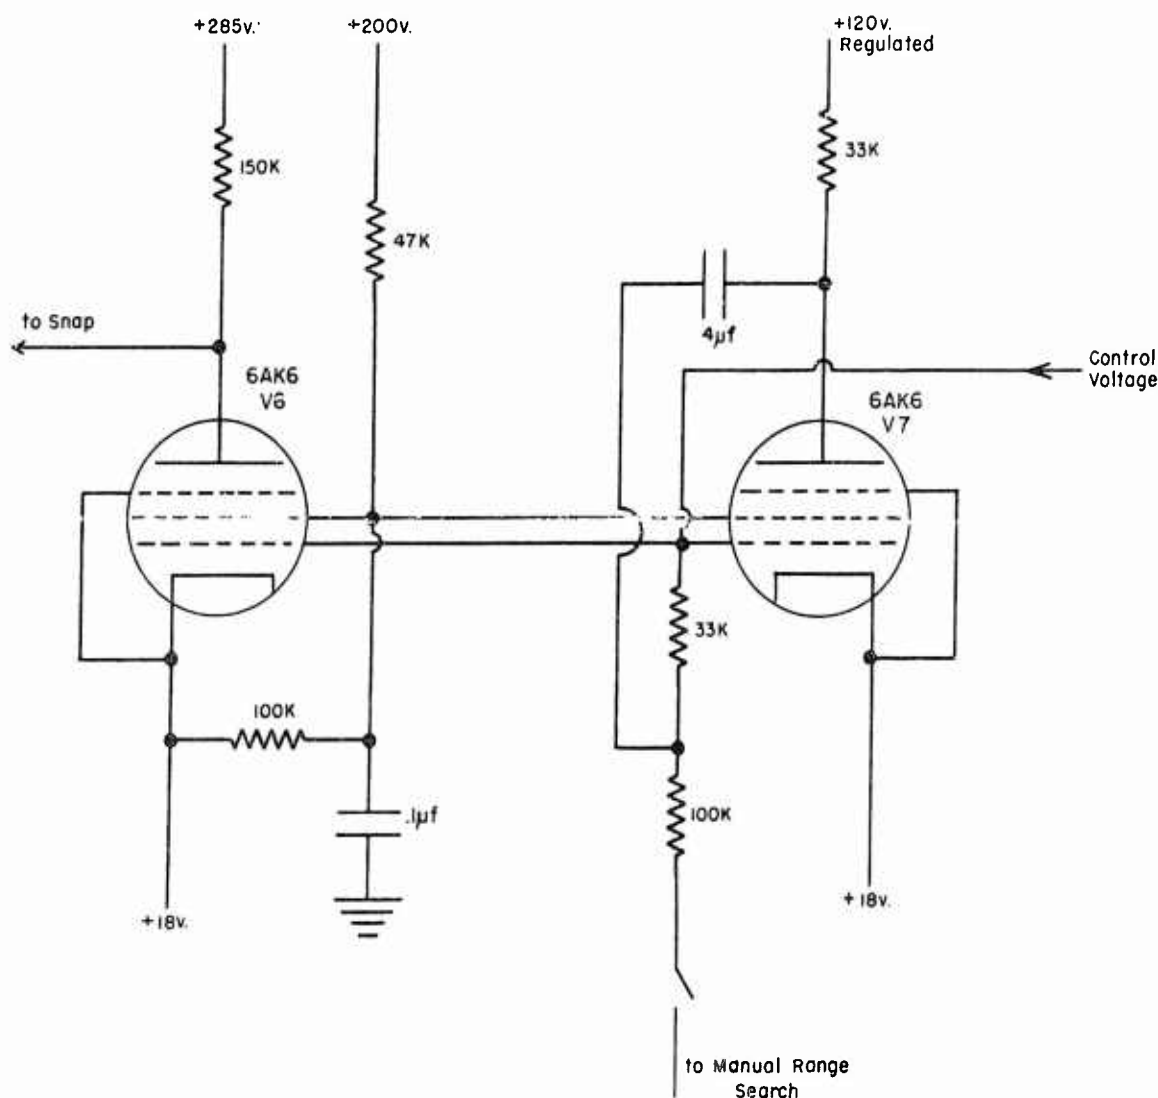 +285v.
+200v.
+120v.
Regulated
150K
33K
47K
to Snap
4µf
Control
Voltage
6AK6
V6
6AK6
V7
33K
100K
.1µf
100K
+18v.
+18v.
to Manual Range
Search